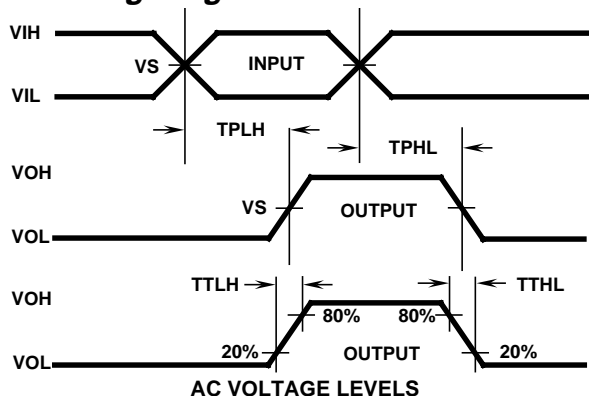 VIH
VS INPUT
VIL
TPLH TPHL
VOH
VS OUTPUT
VOL
TTLH TTHL
VOH
80% 80%
20% OUTPUT 20%
VOL
AC VOLTAGE LEVELS